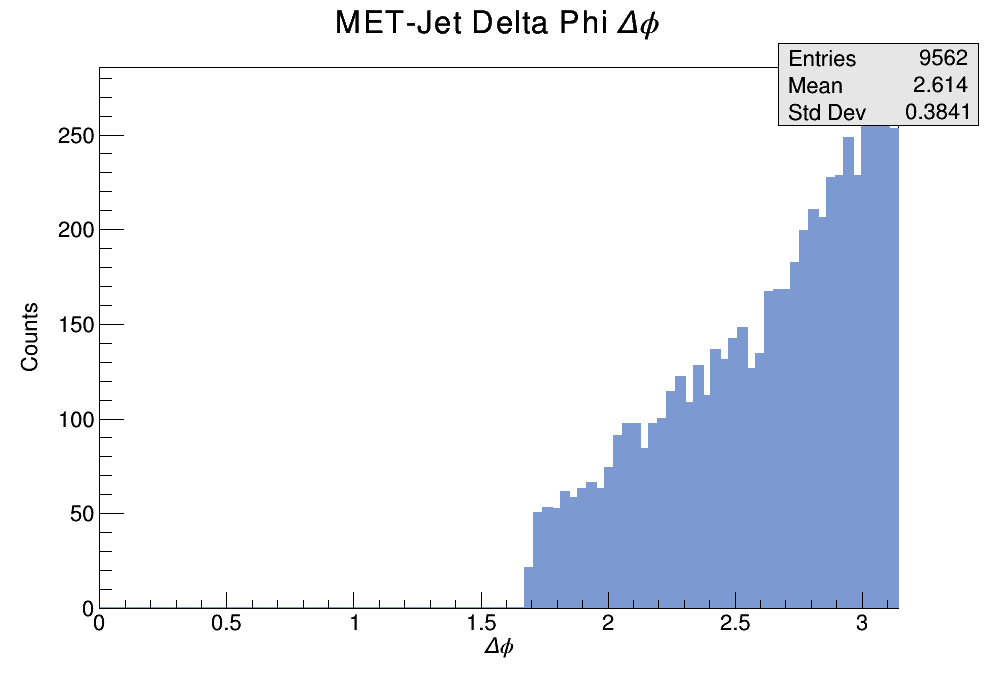 MET-Jet Delta Phi Δϕ
Entries 9562
Mean 2.614
Std Dev 0.3841
250
200
150
100
50
0
Counts
0 0.5 1 1.5 2 2.5 3
Δϕ